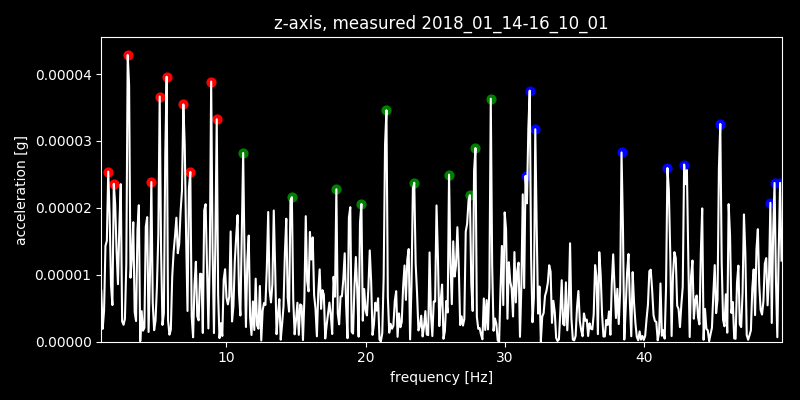 z-axis, measured 2018_01_14-16_10_01
acceleration [g]
0.00004
0.00003
0.00002
0.00001
0.00000
10 20 30 40
frequency [Hz]